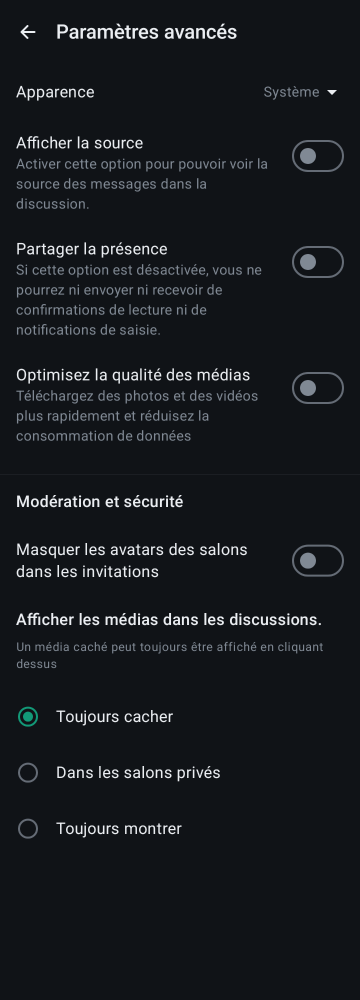 Paramètres avancés
Apparence
Système
Afficher la source
Activer cette option pour pouvoir voir la
source des messages dans la
discussion.
Partager la présence
Si cette option est désactivée, vous ne
pourrez ni envoyer ni recevoir de
confirmations de lecture ni de
notifications de saisie.
Optimisez la qualité des médias
Téléchargez des photos et des vidéos
plus rapidement et réduisez la
consommation de données
Modération et sécurité
Masquer les avatars des salons
dans les invitations
Afficher les médias dans les discussions.
Un média caché peut toujours être affiché en cliquant
dessus
Toujours cacher
Dans les salons privés
Toujours montrer